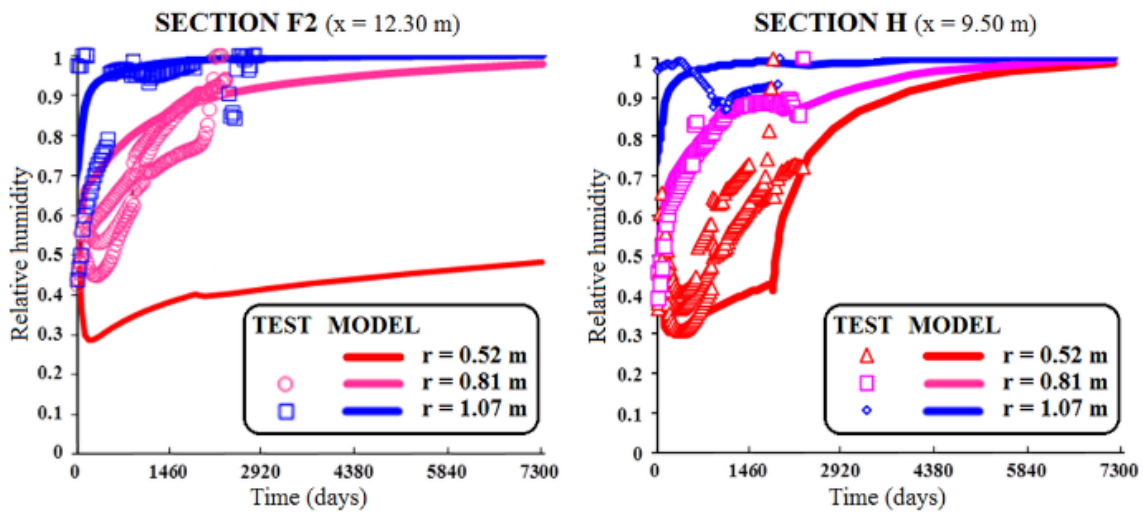 SECTION F2 (x = 12.30 m)
Relative humidity
1
0.9
0.8
0.7
0.6
0.5
0.4
0.3
0.2
0.1
0
0 1460 2920 4380 5840 7300
Time (days)
TEST MODEL
r = 0.52 m
r = 0.81 m
r = 1.07 m
SECTION H (x = 9.50 m)
Relative humidity
1
0.9
0.8
0.7
0.6
0.5
0.4
0.3
0.2
0.1
0
0 1460 2920 4380 5840 7300
Time (days)
TEST MODEL
r = 0.52 m
r = 0.81 m
r = 1.07 m